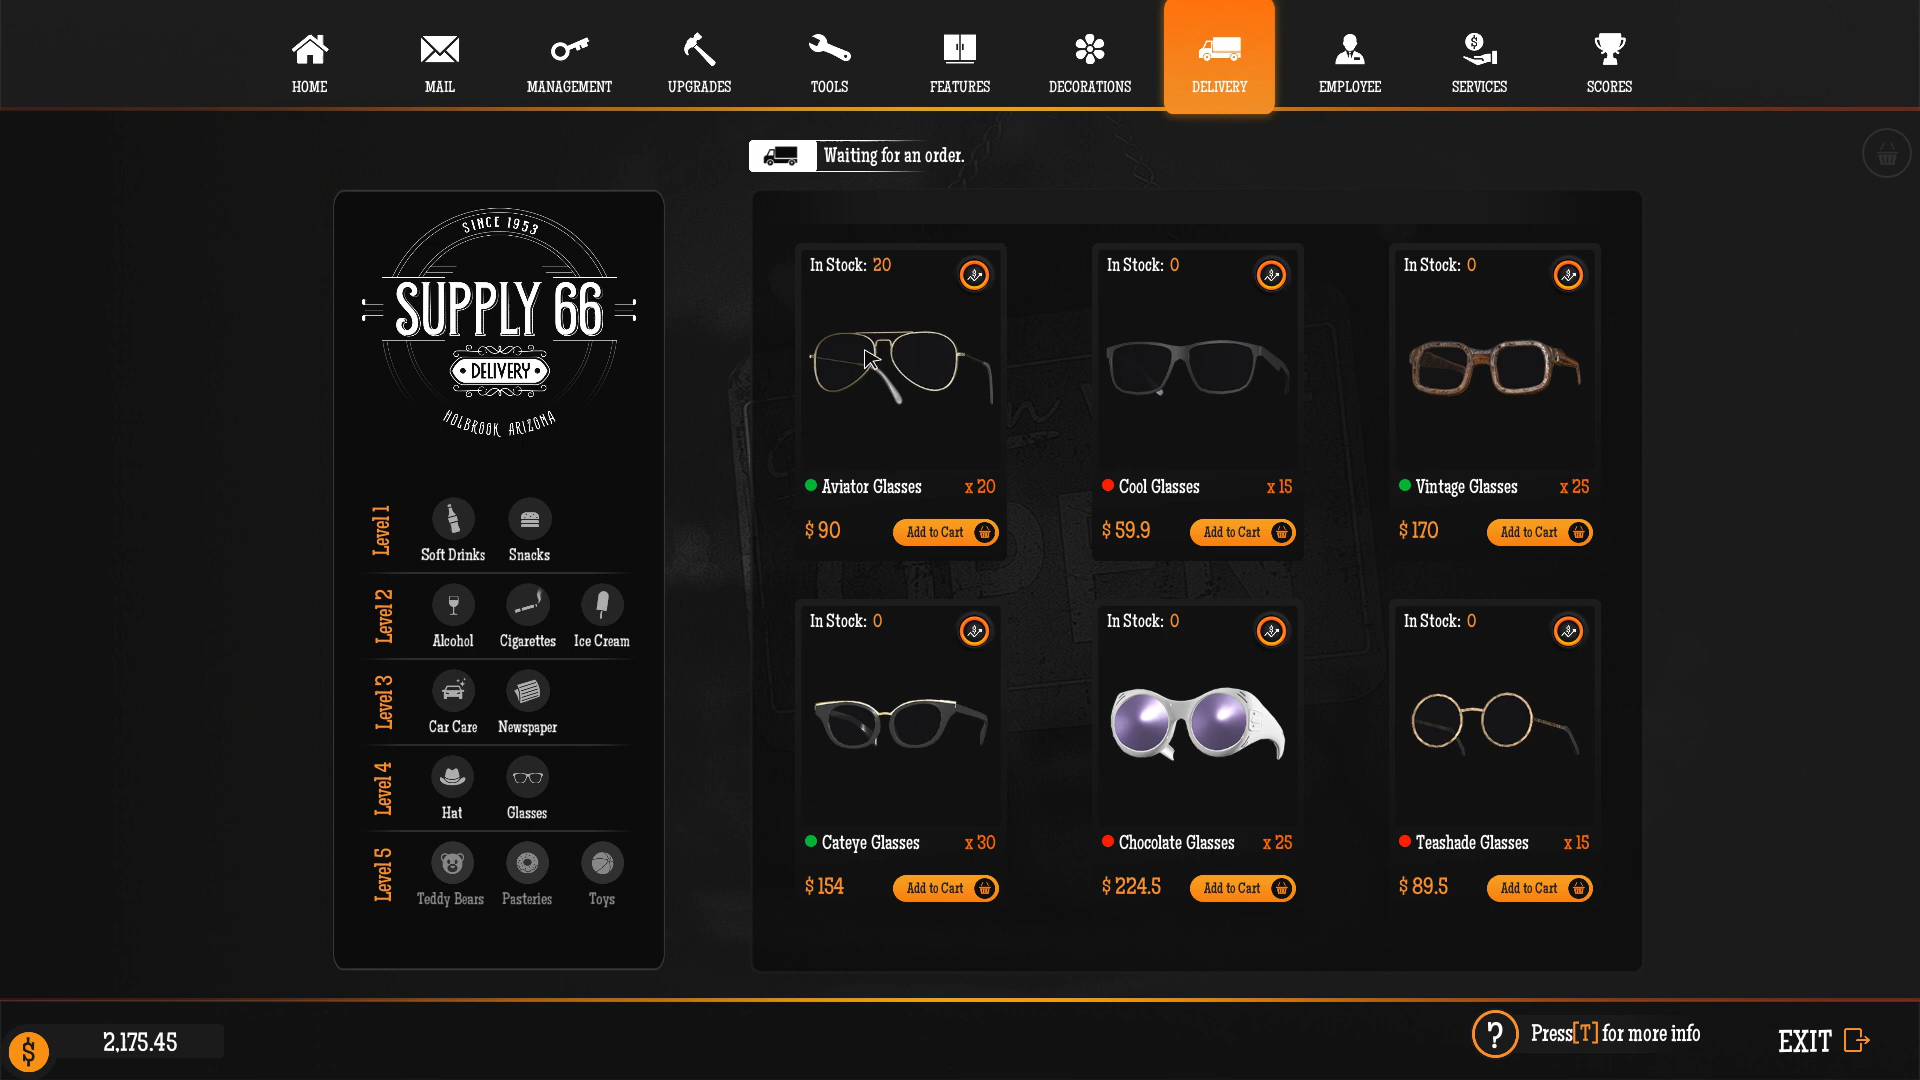 HOME
MAIL
MANAGEMENT
UPGRADES
TOOLS
FEATURES
DECORATIONS
DELIVERY
EMPLOYEE
SERVICES
SCORES
Waiting for an order.
SINCE 1953
SUPPLY 66
DELIVERY
HOLBROOK, ARIZONA
Level 1
Soft Drinks
Snacks
Level 2
Alcohol
Cigarettes
Ice Cream
Level 3
Car Care
Newspaper
Level 4
Hat
Glasses
Level 5
Teddy Bears
Pasteries
Toys
In Stock: 20
Aviator Glasses x 20
$ 90 Add to Cart
In Stock: 0
Cool Glasses x 15
$ 59.9 Add to Cart
In Stock: 0
Vintage Glasses x 25
$ 170 Add to Cart
In Stock: 0
Cateye Glasses x 30
$ 154 Add to Cart
In Stock: 0
Chocolate Glasses x 25
$ 224.5 Add to Cart
In Stock: 0
Teashade Glasses x 15
$ 89.5 Add to Cart
$ 2,175.45
? Press[T] for more info
EXIT